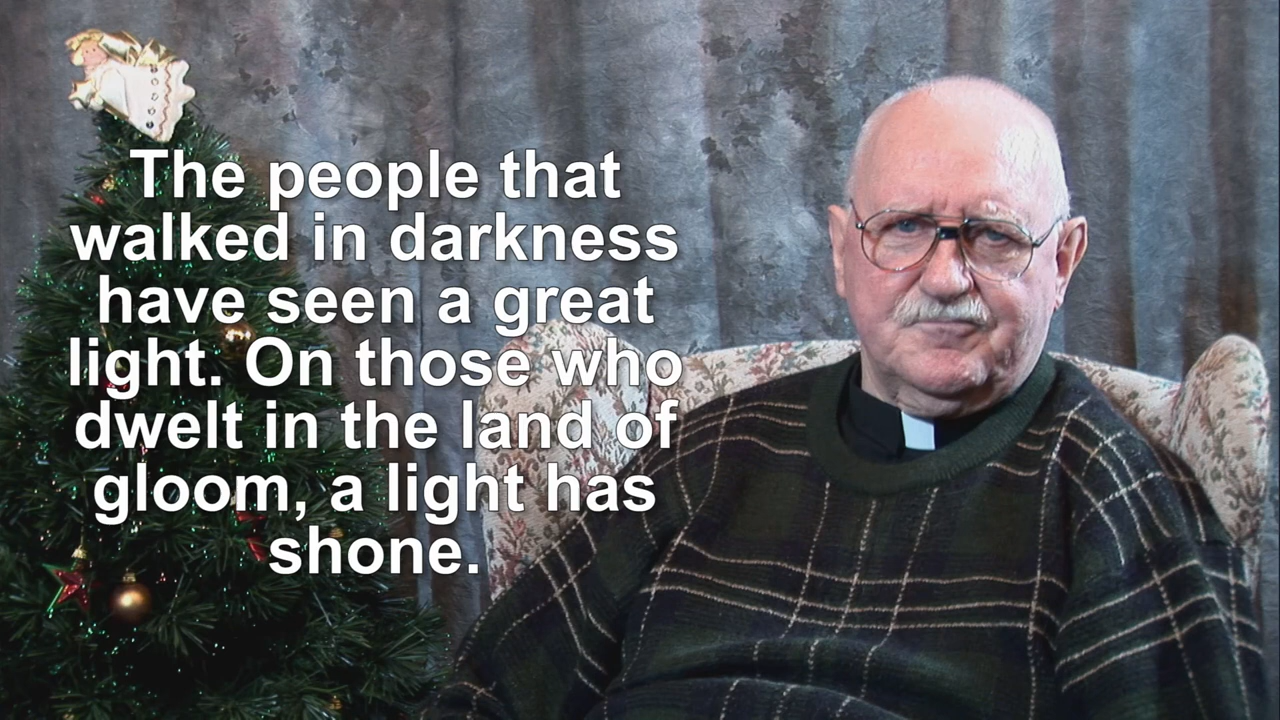 The people that
walked in darkness
have seen a great
light. On those who
dwelt in the land of
gloom, a light has
shone.